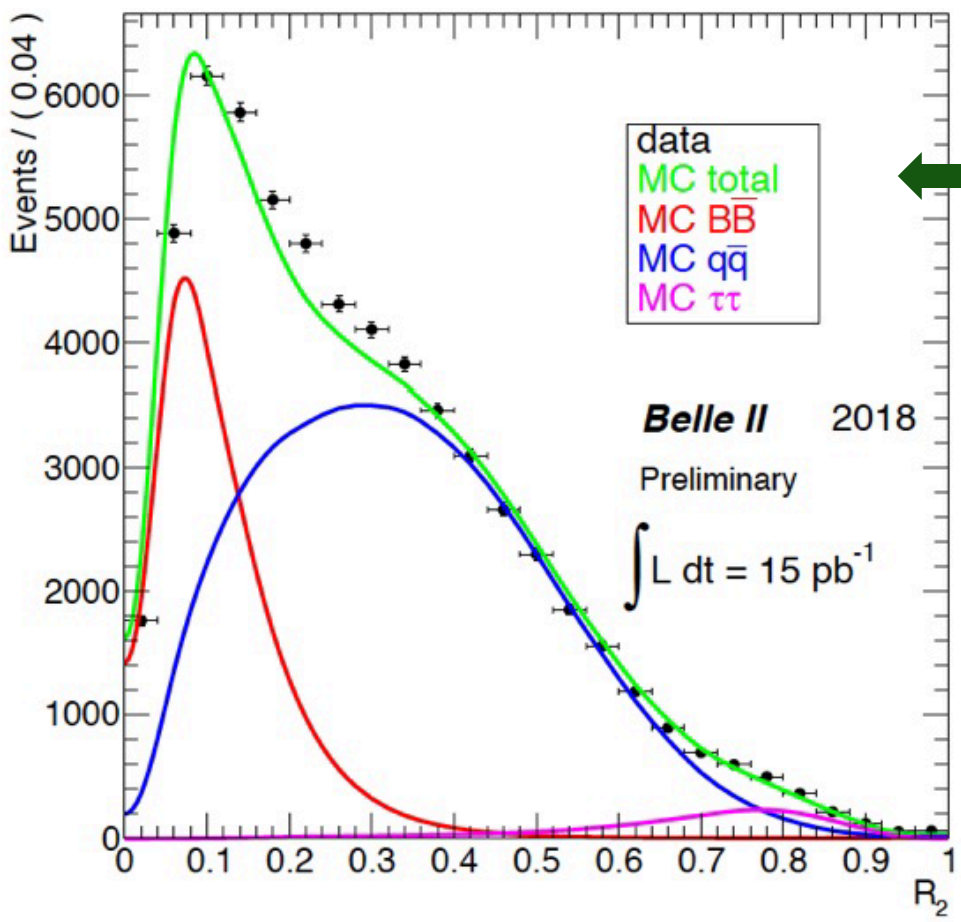 Events / ( 0.04 )
6000
5000
4000
3000
2000
1000
0
data
MC total
MC BB̅
MC qq̅
MC ττ
Belle II 2018
Preliminary
∫ L dt = 15 pb⁻¹
0 0.1 0.2 0.3 0.4 0.5 0.6 0.7 0.8 0.9 1
R₂